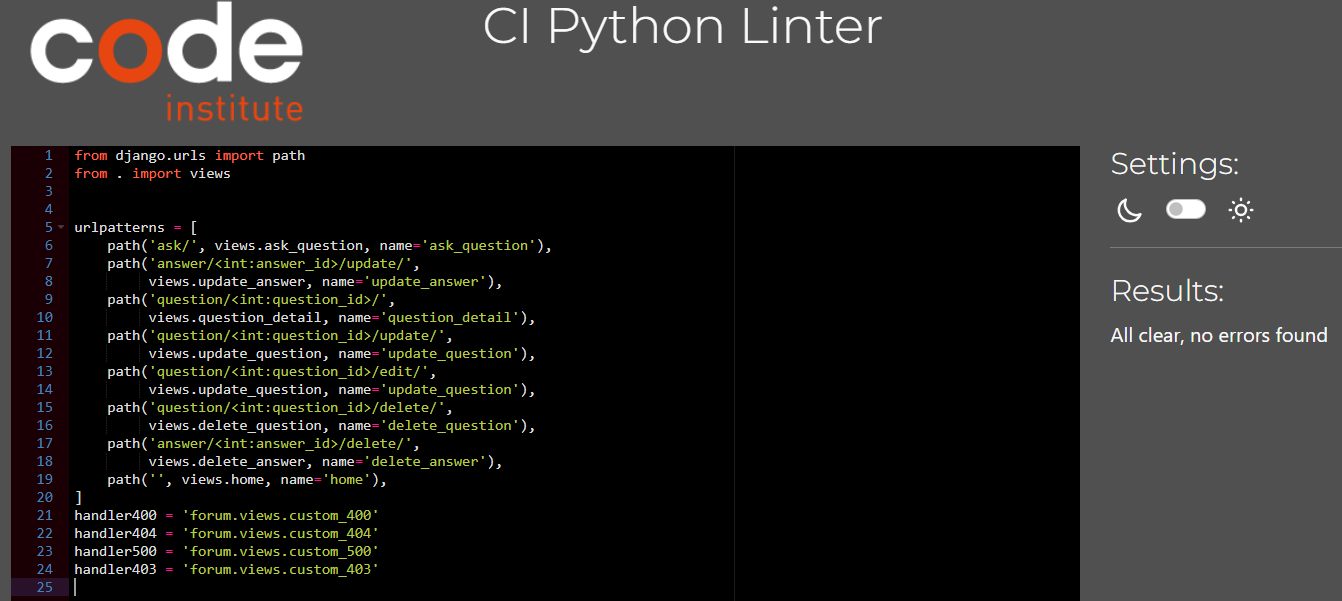 code
institute
CI Python Linter
1 from django.urls import path
2 from . import views
3
4
5 urlpatterns = [
6     path('ask/', views.ask_question, name='ask_question'),
7     path('answer/<int:answer_id>/update/',
8          views.update_answer, name='update_answer'),
9     path('question/<int:question_id>/',
10          views.question_detail, name='question_detail'),
11     path('question/<int:question_id>/update/',
12          views.update_question, name='update_question'),
13     path('question/<int:question_id>/edit/',
14          views.update_question, name='update_question'),
15     path('question/<int:question_id>/delete/',
16          views.delete_question, name='delete_question'),
17     path('answer/<int:answer_id>/delete/',
18          views.delete_answer, name='delete_answer'),
19     path('', views.home, name='home'),
20 ]
21 handler400 = 'forum.views.custom_400'
22 handler404 = 'forum.views.custom_404'
23 handler500 = 'forum.views.custom_500'
24 handler403 = 'forum.views.custom_403'
25
Settings:
Results:
All clear, no errors found